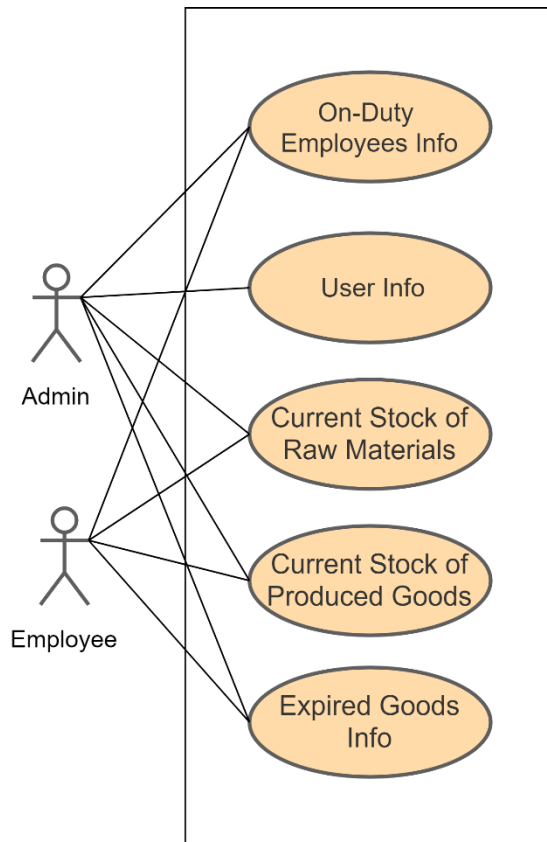 On-Duty
Employees Info
User Info
Admin
Current Stock of
Raw Materials
Current Stock of
Produced Goods
Employee
Expired Goods
Info